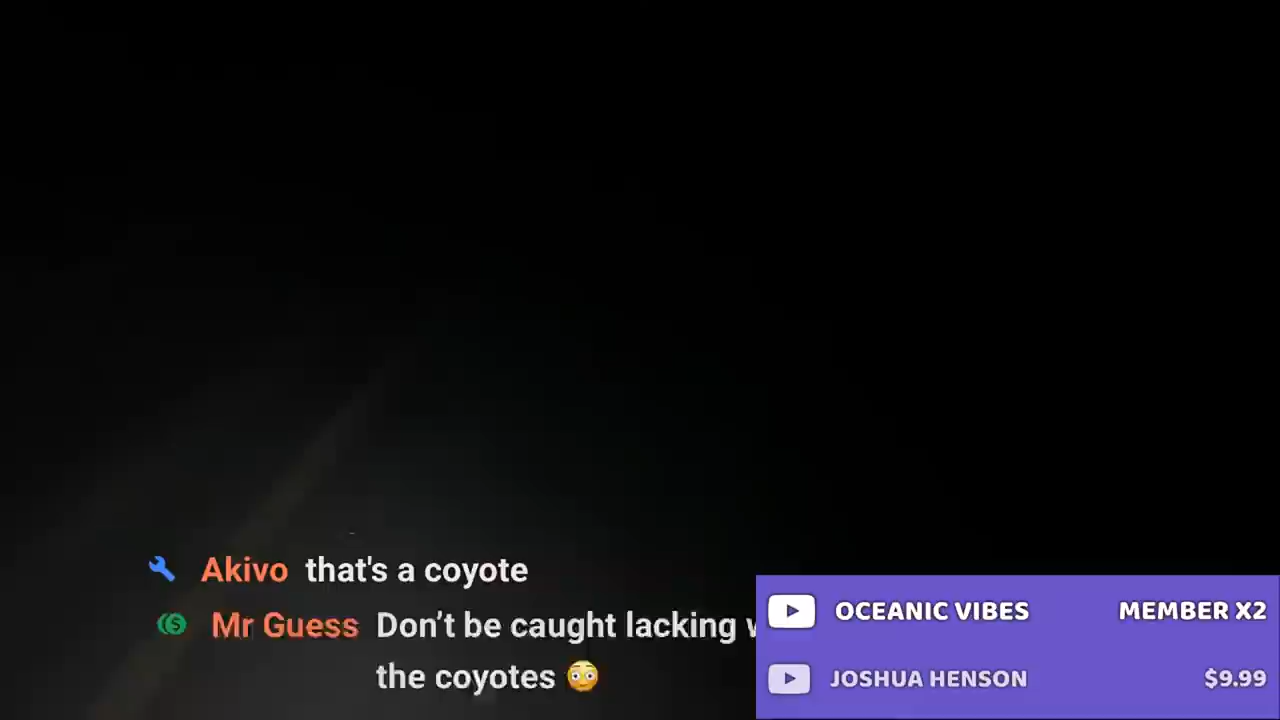 Akivo that's a coyote
Mr Guess Don’t be caught lacking
the coyotes 😳
OCEANIC VIBES MEMBER X2
JOSHUA HENSON $9.99